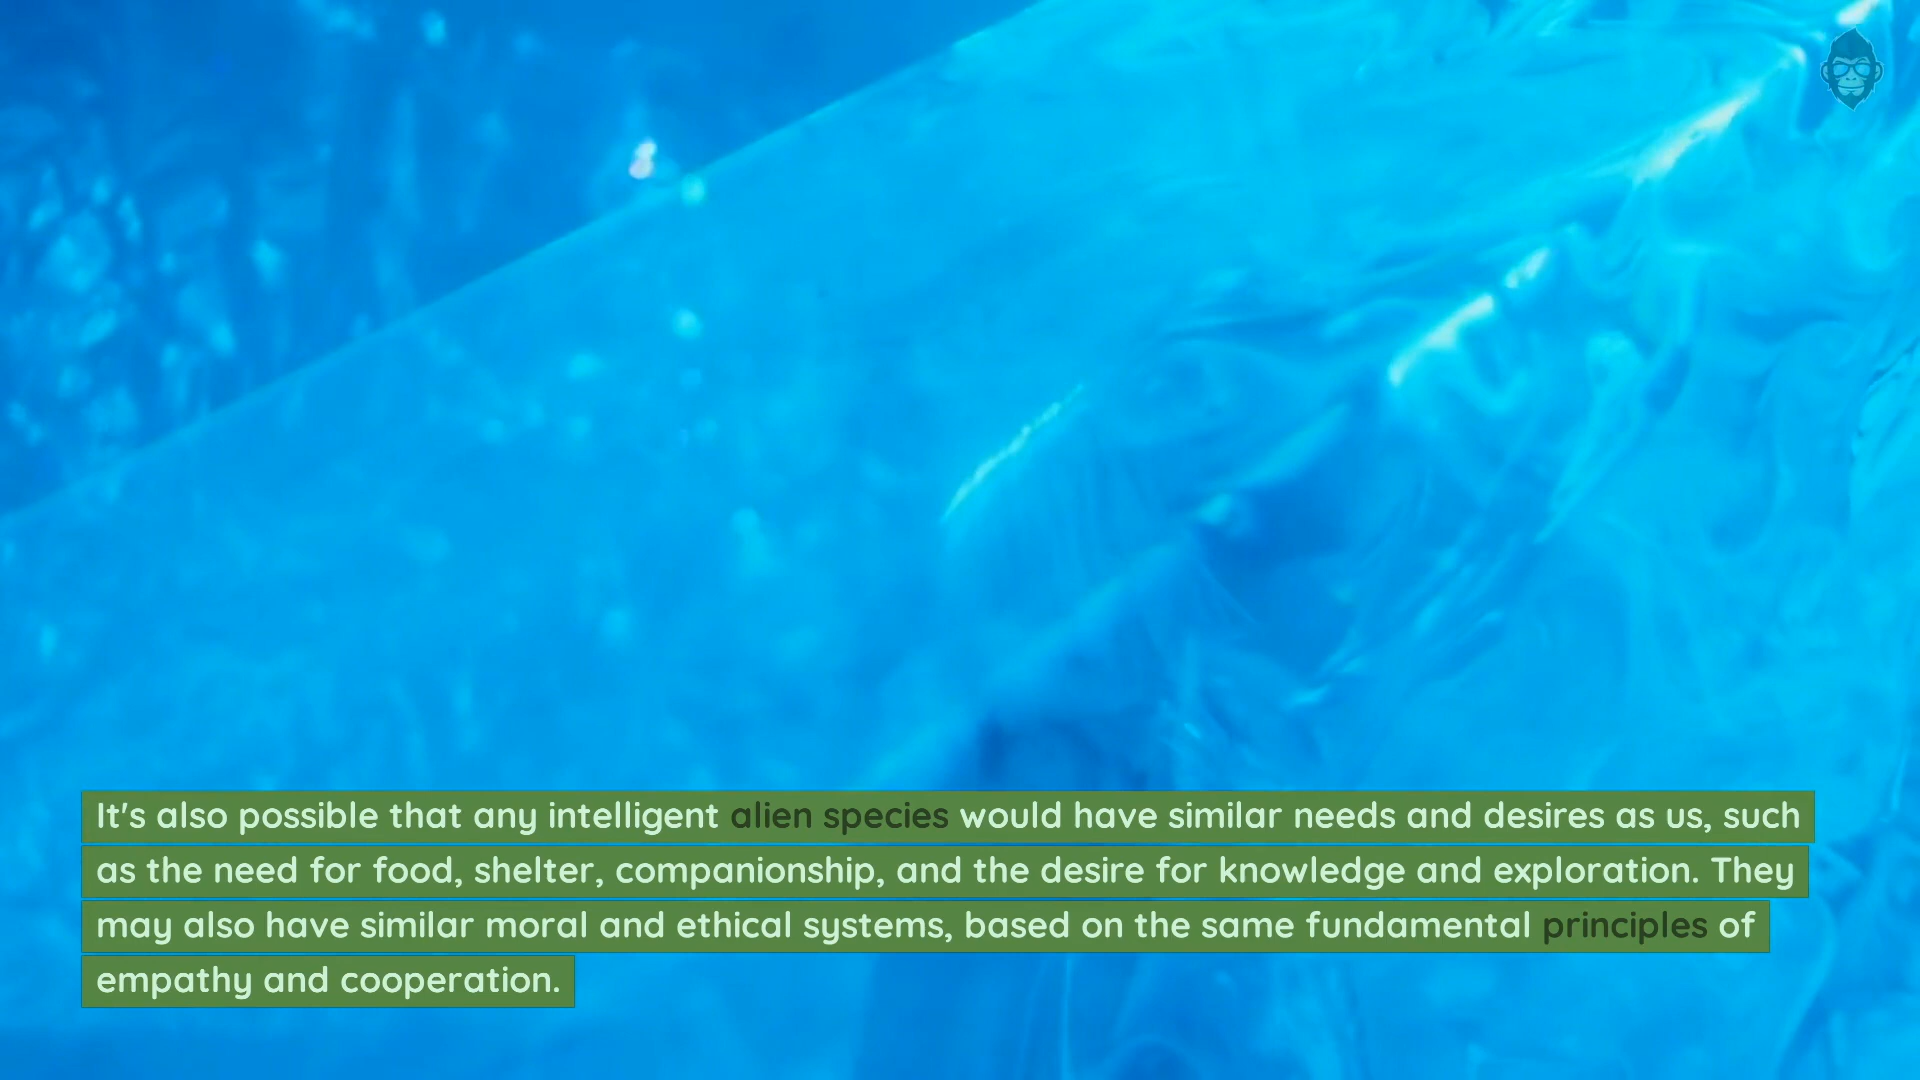 It's also possible that any intelligent alien species would have similar needs and desires as us, such
as the need for food, shelter, companionship, and the desire for knowledge and exploration. They
may also have similar moral and ethical systems, based on the same fundamental principles of
empathy and cooperation.